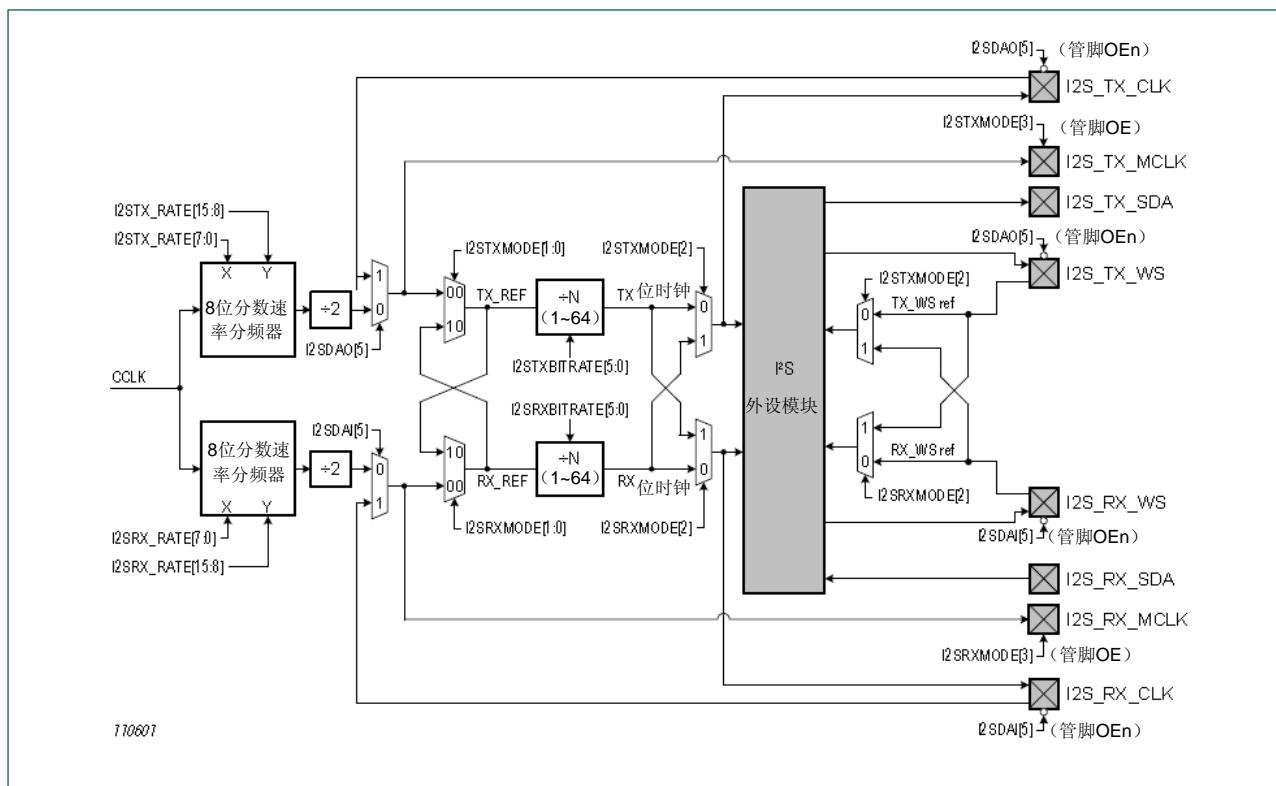 I2SDAO[5] （管脚OEn）
I2S_TX_CLK
I2STXMODE[3] （管脚OE）
I2S_TX_MCLK
I2S_TX_SDA
I2STX_RATE[15:8]
I2STX_RATE[7:0]
X Y
8位分数速
率分频器
÷2
1
0
I2SDAO[5]
I2STXMODE[1:0]
00
10
TX_REF
÷N
(1~64)
I2STXBITRATE[5:0]
I2STXMODE[2]
TX 位时钟
0
1
I2SDAO[5] （管脚OEn）
I2S_TX_WS
I2STXMODE[2]
TX_WS ref
0
1
CCLK
I²S
外设模块
8位分数速
率分频器
X Y
I2SRX_RATE[7:0]
I2SRX_RATE[15:8]
÷2
I2SDAI[5]
0
1
10
00
I2SRXMODE[1:0]
RX_REF
I2SRXBITRATE[5:0]
÷N
（1~64）
RX 位时钟
1
0
I2SRXMODE[2]
1
0
RX_WS ref
I2SRXMODE[2]
I2S_RX_WS
I2SDAI[5] （管脚OEn）
I2S_RX_SDA
I2S_RX_MCLK
I2SRXMODE[3] （管脚OE）
I2S_RX_CLK
I2SDAI[5] （管脚OEn）
110601